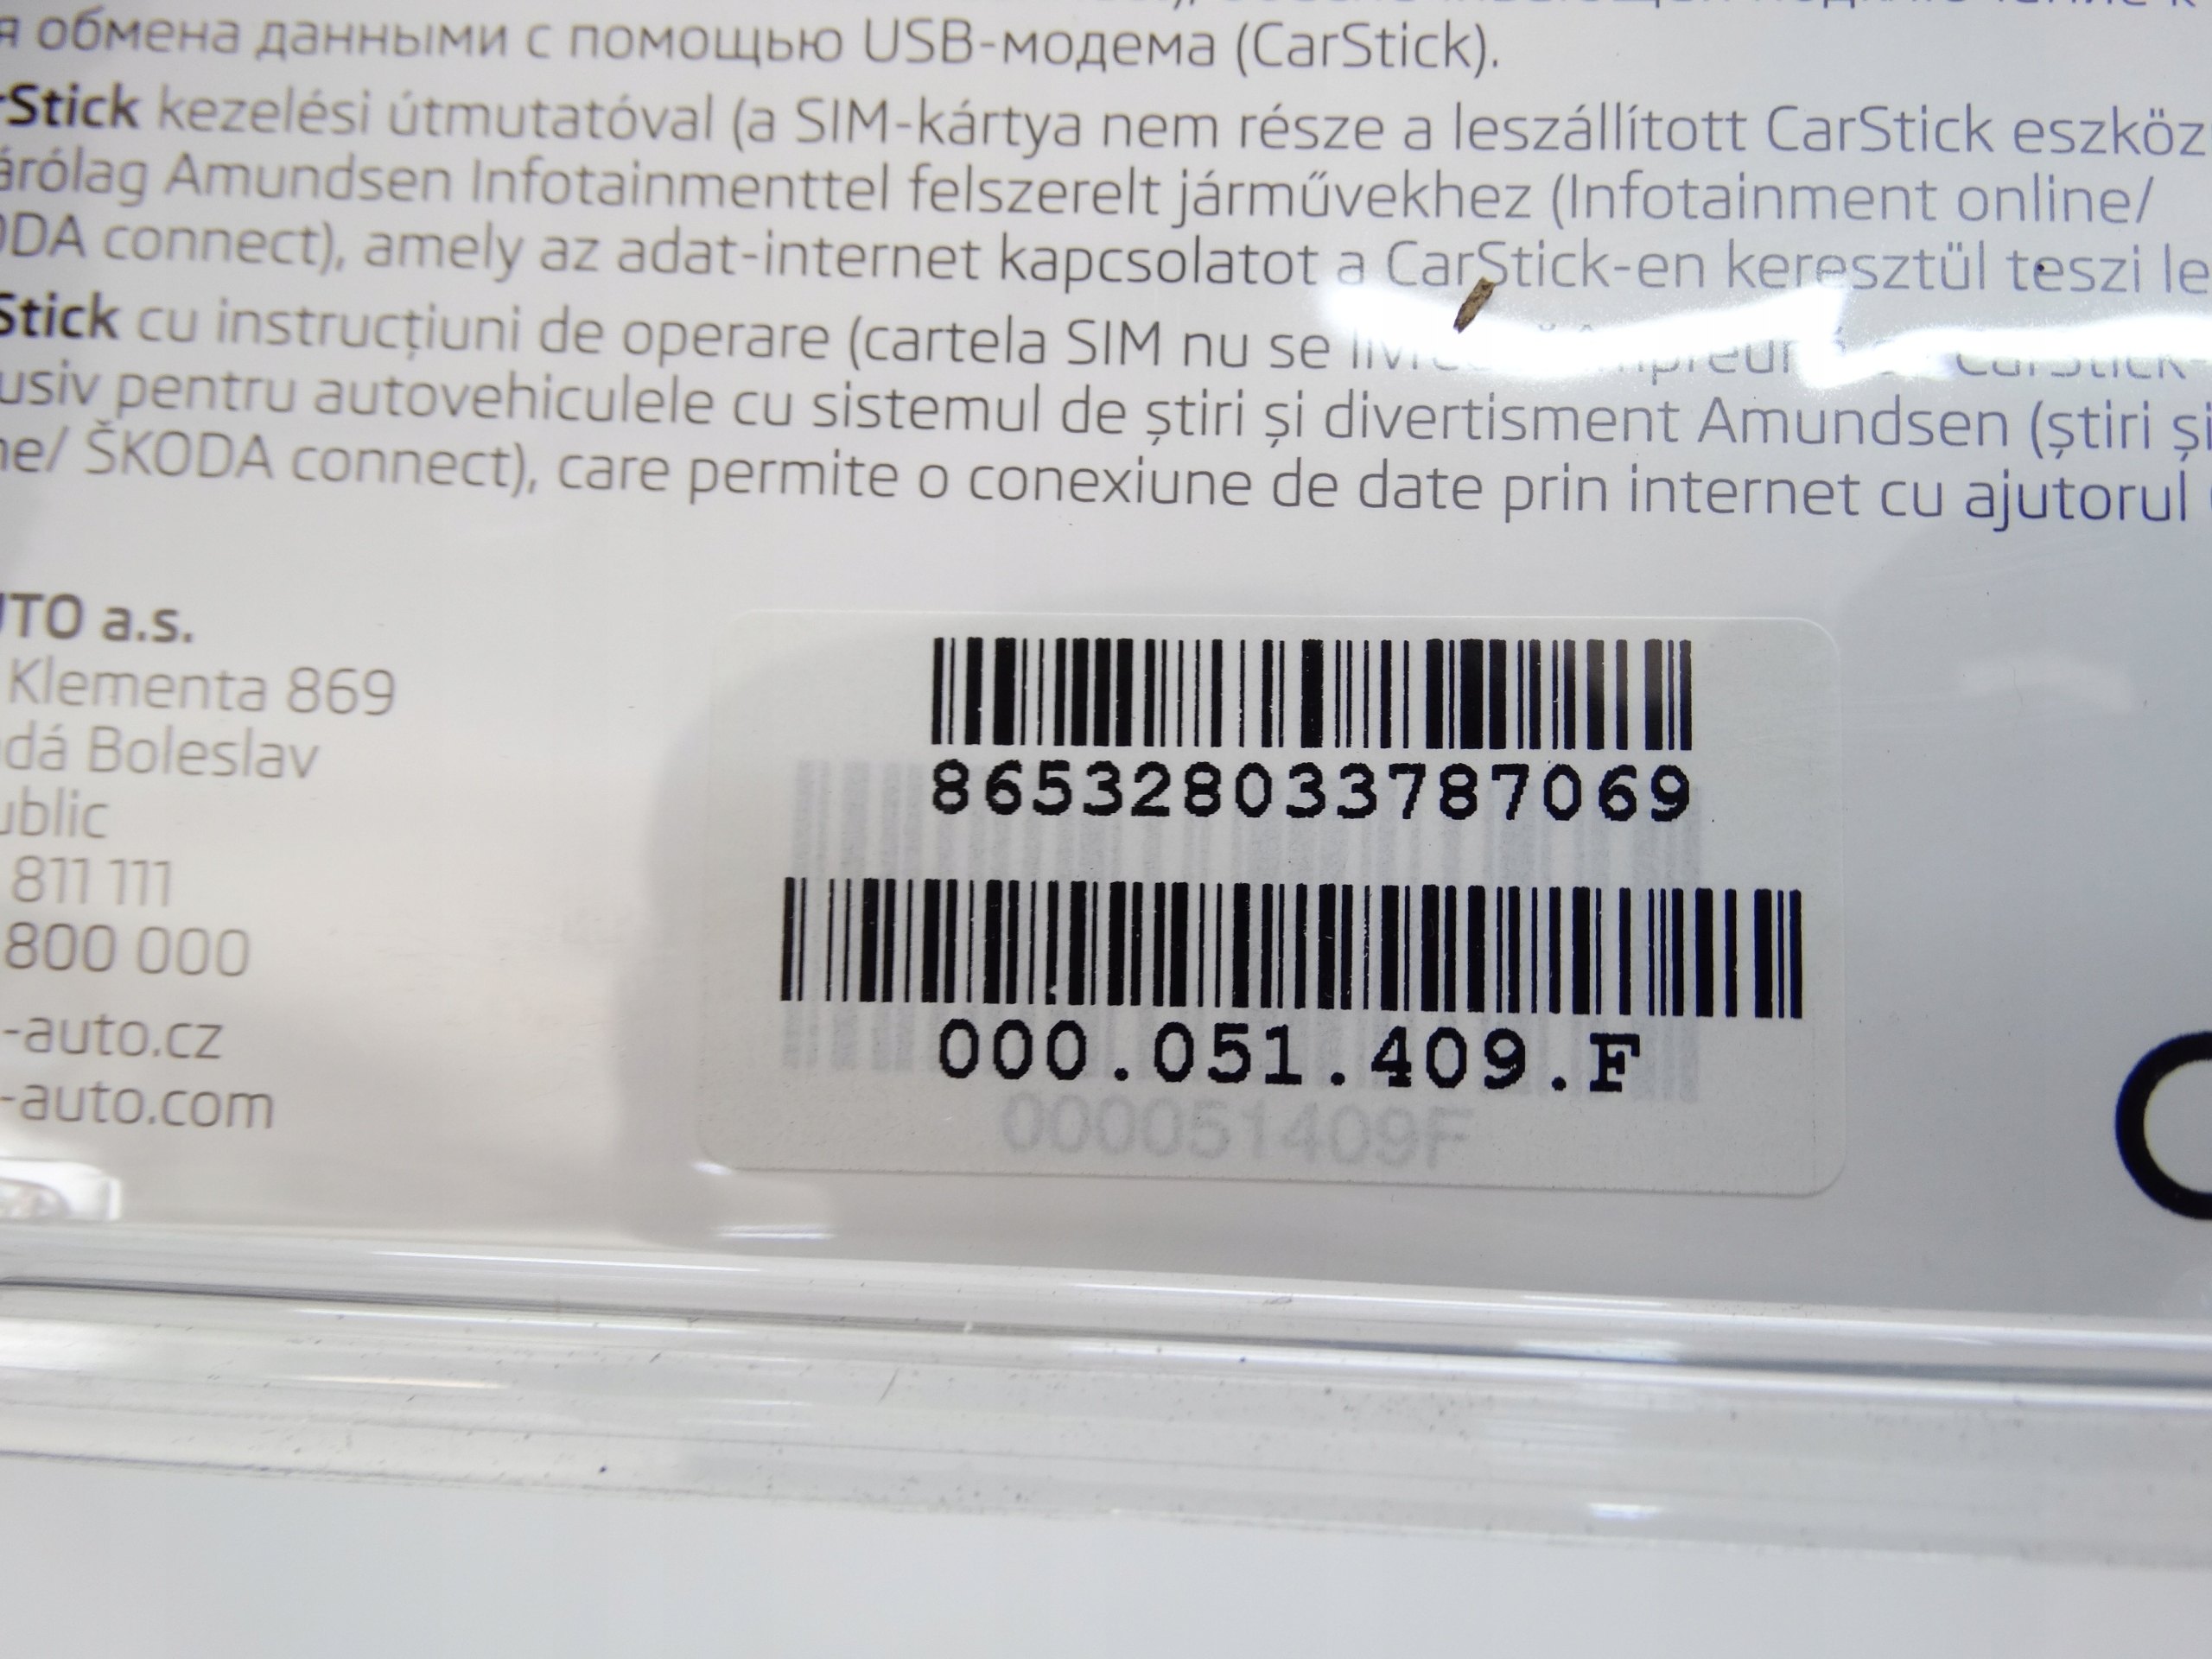 обмена данными с помощью USB-модема (CarStick).
rStick kezelési útmutatóval (a SIM-kártya nem része a leszállított CarStick eszköz
árólag Amundsen Infotainmenttel felszerelt járművekhez (Infotainment online/
ODA connect), amely az adat-internet kapcsolatot a CarStick-en keresztül teszi le
Stick cu instrucțiuni de operare (cartela SIM nu se
usiv pentru autovehiculele cu sistemul de știri și divertisment Amundsen (știri și
ne/ ŠKODA connect), care permite o conexiune de date prin internet cu ajutorul
UTO a.s.
Klementa 869
dá Boleslav
ublic
811 111
800 000
-auto.cz
-auto.com
865328033787069
000.051.409.F
000051409F